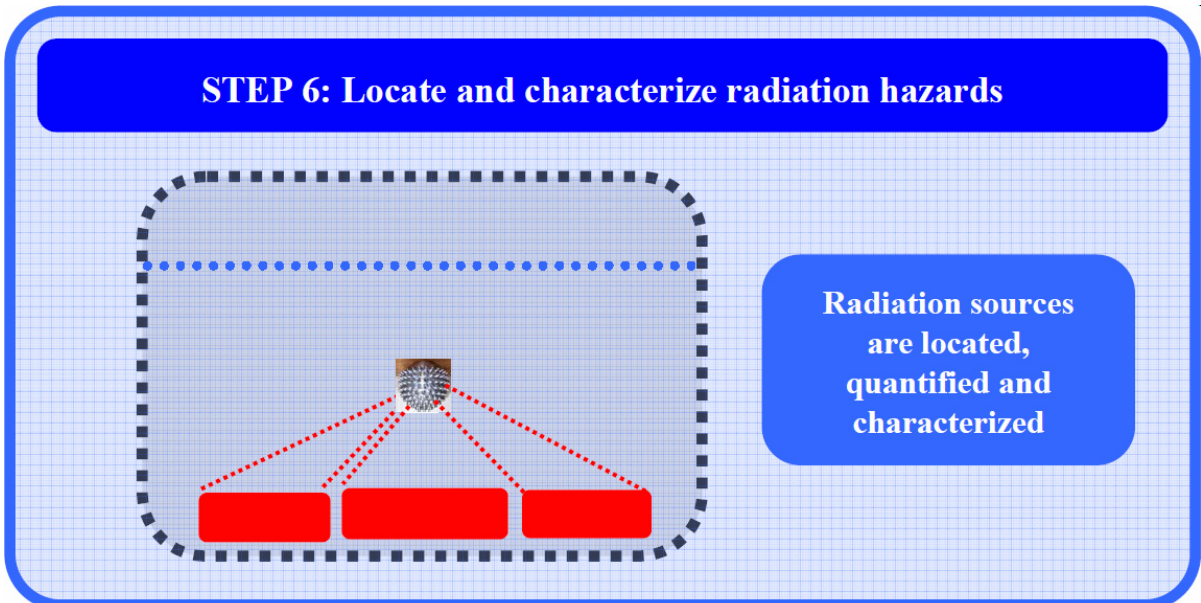 STEP 6: Locate and characterize radiation hazards
Radiation sources
are located,
quantified and
characterized